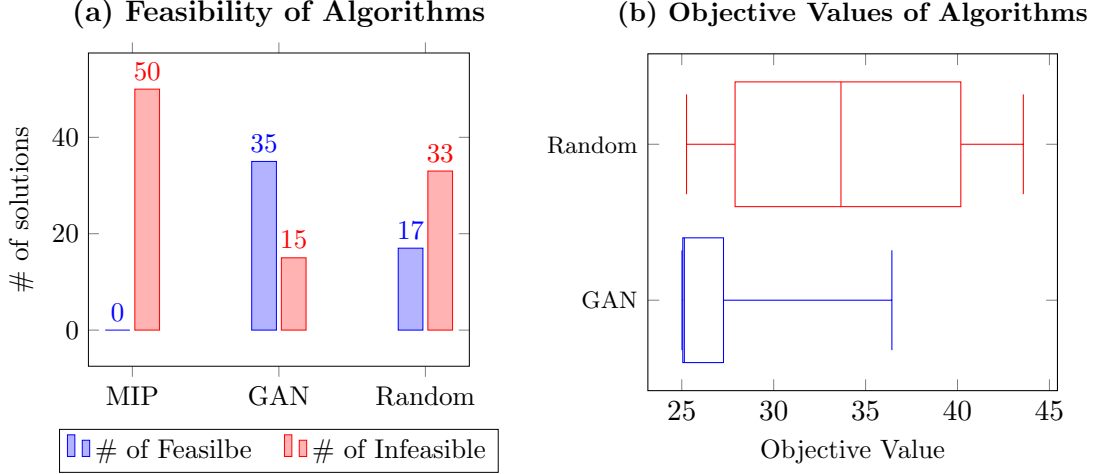 (a) Feasibility of Algorithms
50
40
35
33
20
17
15
0
0
# of solutions
MIP
GAN
Random
# of Feasilbe
# of Infeasible
(b) Objective Values of Algorithms
Random
GAN
25
30
35
40
45
Objective Value